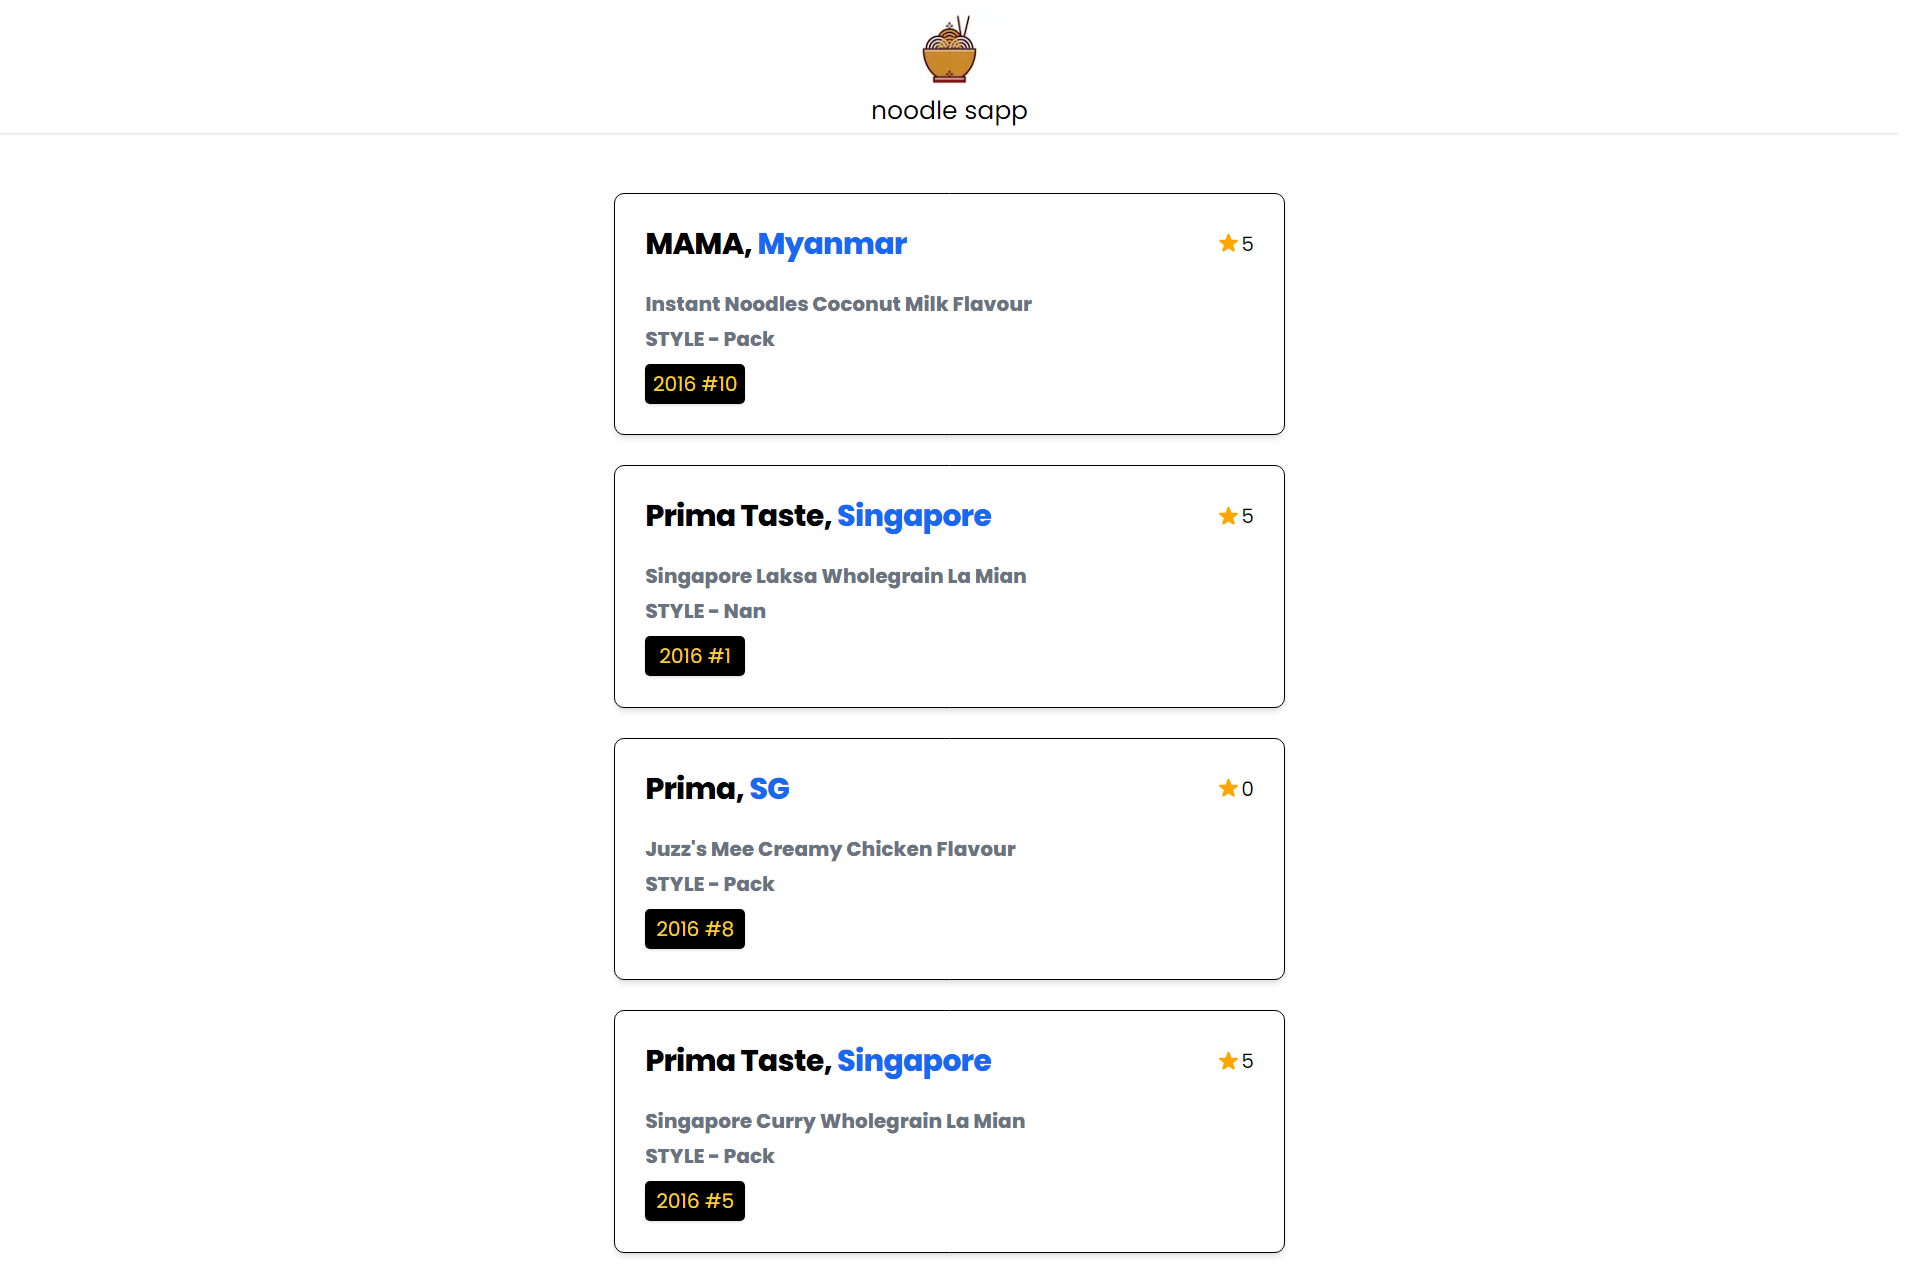 noodle sapp
MAMA, Myanmar
5
Instant Noodles Coconut Milk Flavour
STYLE - Pack
2016 #10
Prima Taste, Singapore
5
Singapore Laksa Wholegrain La Mian
STYLE - Nan
2016 #1
Prima, SG
0
Juzz's Mee Creamy Chicken Flavour
STYLE - Pack
2016 #8
Prima Taste, Singapore
5
Singapore Curry Wholegrain La Mian
STYLE - Pack
2016 #5